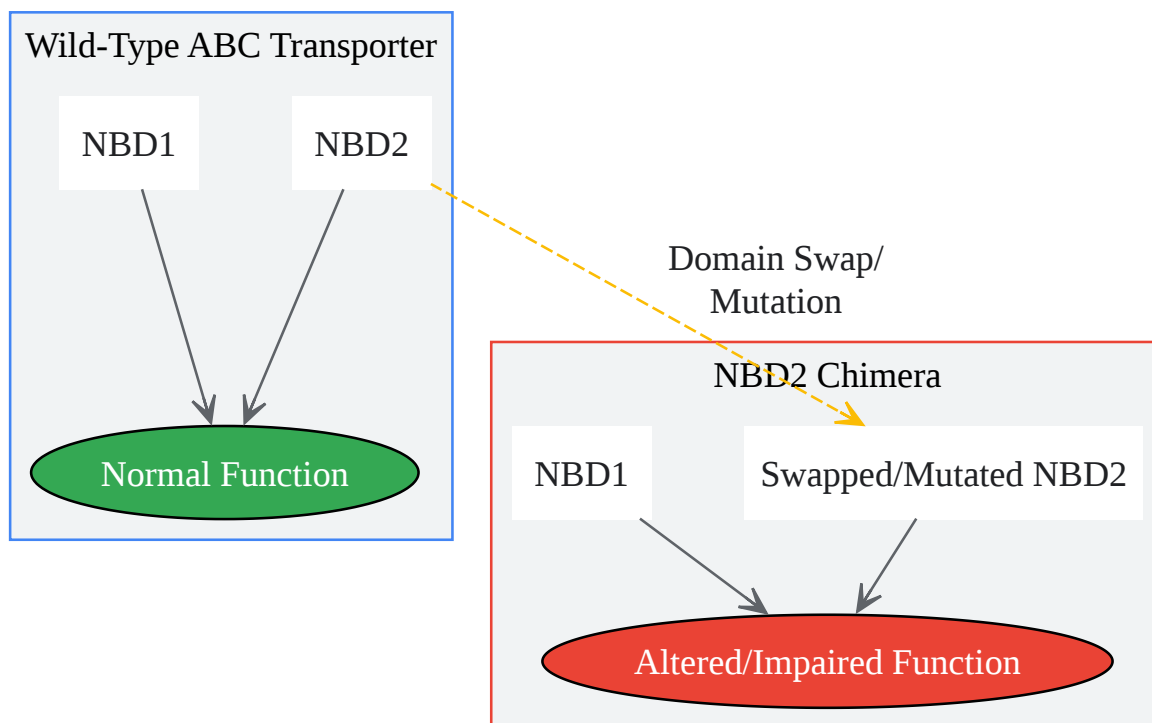 Wild-Type ABC Transporter
NBD1
NBD2
Normal Function
Domain Swap/
Mutation
NBD2 Chimera
NBD1
Swapped/Mutated NBD2
Altered/Impaired Function